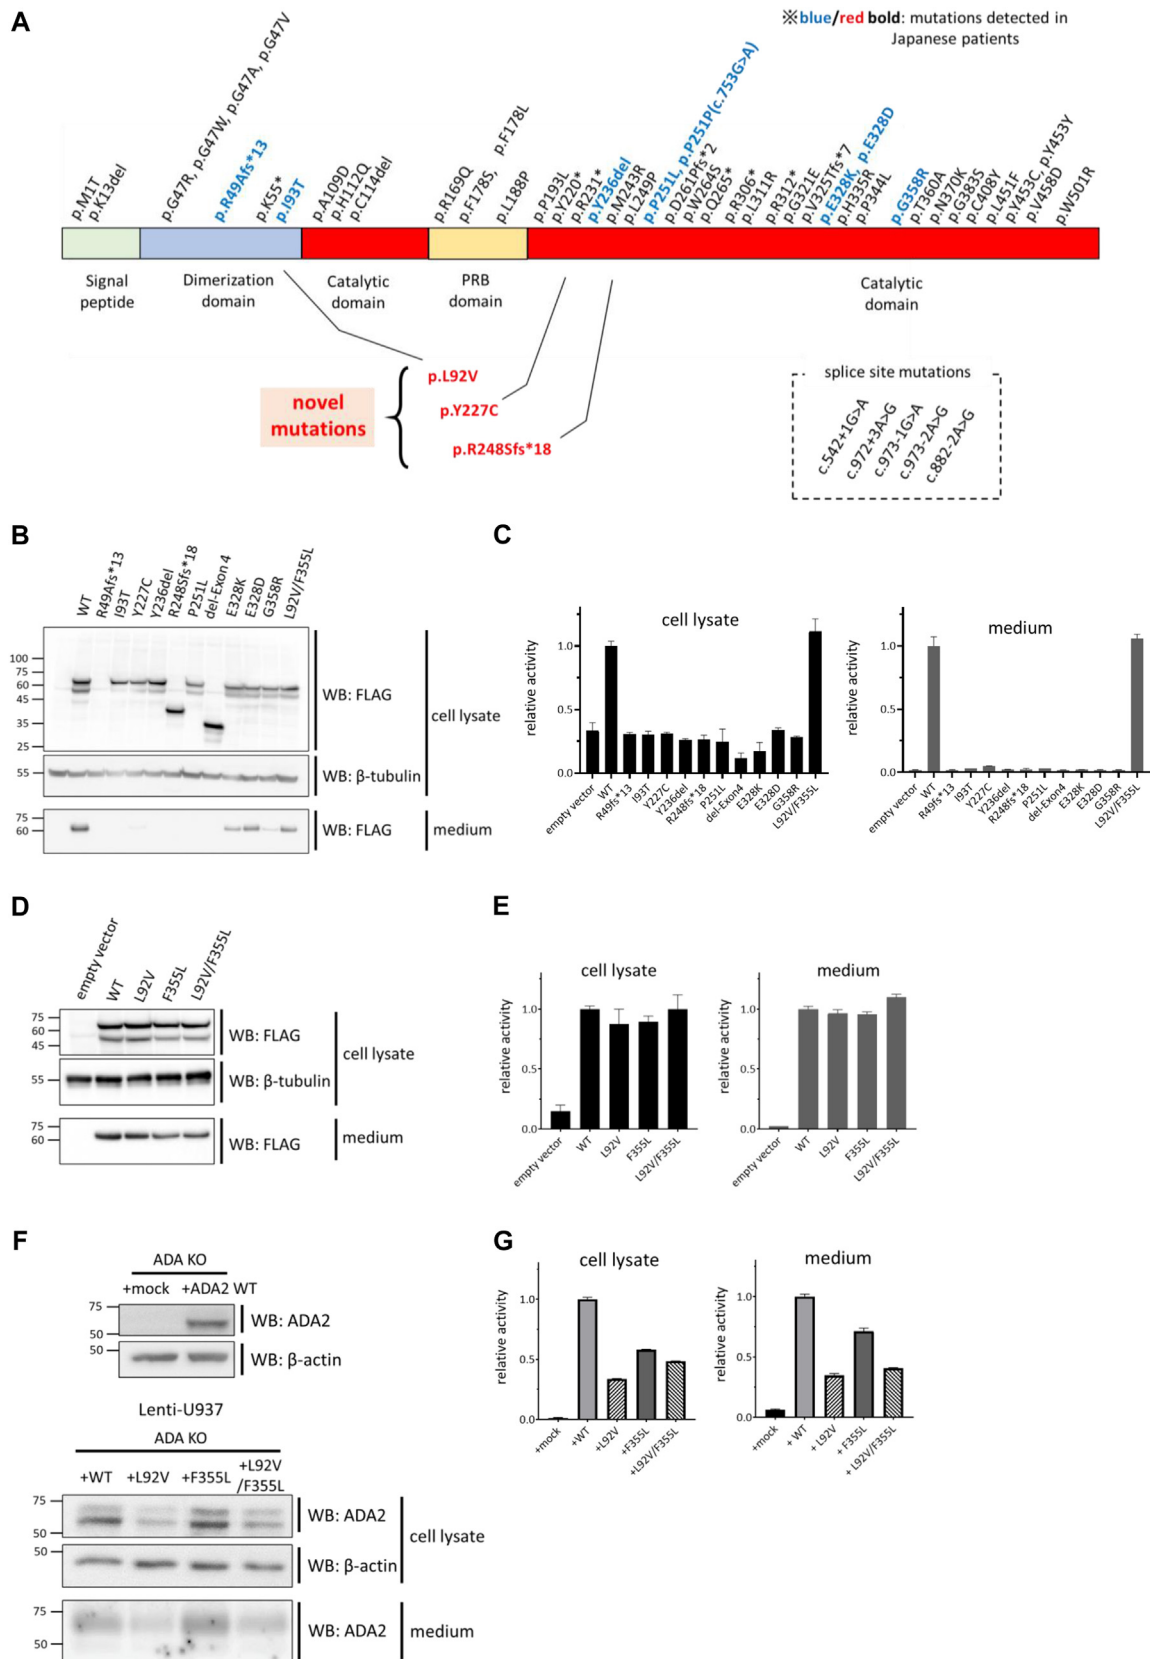 A
※blue/red bold: mutations detected in
Japanese patients
p.M1T
p.K13del
p.G47R, p.G47W, p.G47A, p.G47V
p.R49Afs*13
p.K55*
p.I93T
p.A109D
p.H112Q
p.C114del
p.R169Q
p.F178S, p.F178L
p.L188P
p.P193L
p.Y220*
p.R231*
p.Y236del
p.M243R
p.L249P
p.P251L, p.P251P(c.753G>A)
p.D261Pfs*2
p.W264S
p.Q265*
p.R306*
p.L311R
p.R312*
p.G321E
p.V325Tfs*7
p.E328K, p.E328D
p.H335R
p.P344L
p.G358R
p.T360A
p.N370K
p.G383S
p.C408Y
p.L451F
p.Y453C, p.Y453Y
p.V458D
p.W501R
Signal
peptide
Dimerization
domain
Catalytic
domain
PRB
domain
Catalytic
domain
novel
mutations
p.L92V
p.Y227C
p.R248Sfs*18
splice site mutations
c.542+1G>A
c.972+3A>G
c.973-1G>A
c.973-2A>G
c.882-2A>G
B
WT
R49Afs*13
I93T
Y227C
Y236del
R248Sfs*18
P251L
del-Exon 4
E328K
E328D
G358R
L92V/F355L
100
75
60
45
35
25
WB: FLAG
55
WB: β-tubulin
cell lysate
75
60
WB: FLAG
medium
C
cell lysate
relative activity
1.0
0.5
0.0
empty vector
WT
R49fs*13
I93T
Y227C
Y236del
R248fs*18
P251L
del-Exon4
E328K
E328D
G358R
L92V/F355L
medium
relative activity
1.0
0.5
0.0
empty vector
WT
R49fs*13
I93T
Y227C
Y236del
R248fs*18
P251L
del-Exon4
E328K
E328D
G358R
L92V/F355L
D
empty vector
WT
L92V
F355L
L92V/F355L
75
60
45
WB: FLAG
55
WB: β-tubulin
cell lysate
75
60
WB: FLAG
medium
E
cell lysate
relative activity
1.0
0.5
0.0
empty vector
WT
L92V
F355L
L92V/F355L
medium
relative activity
1.0
0.5
0.0
empty vector
WT
L92V
F355L
L92V/F355L
F
ADA KO
+mock +ADA2 WT
75
50
WB: ADA2
50
WB: β-actin
Lenti-U937
ADA KO
+WT +L92V +F355L +L92V
/F355L
75
50
WB: ADA2
50
WB: β-actin
cell lysate
75
50
WB: ADA2
medium
G
cell lysate
relative activity
1.0
0.5
0.0
+mock
+WT
+L92V
+F355L
+L92V/F355L
medium
relative activity
1.0
0.5
0.0
+mock
+ WT
+ L92V
+ F355L
+ L92V/F355L